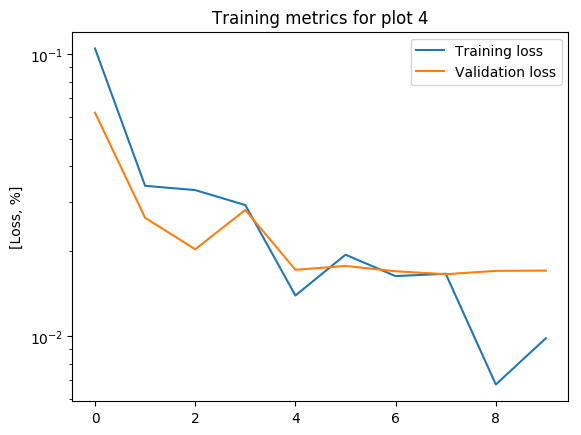 Training metrics for plot 4
Training loss
Validation loss
[Loss, %]
10⁻¹
10⁻²
0 2 4 6 8